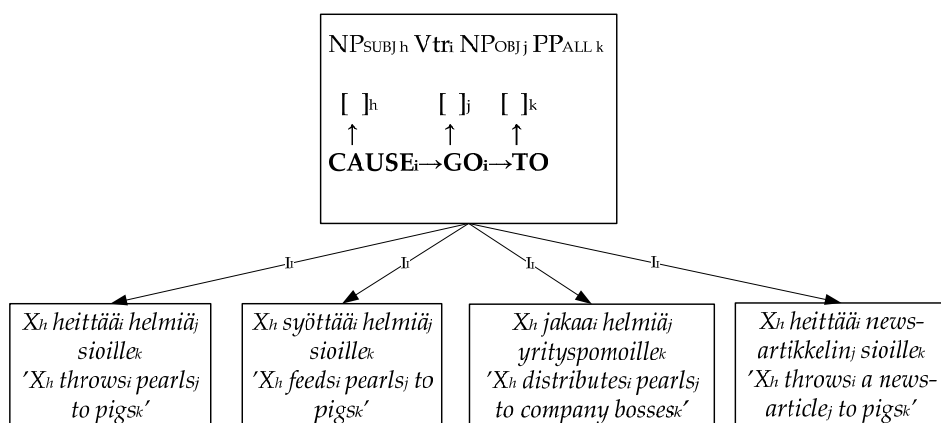 NPSUBJ h Vtri NPOBJ j PPALL k
[ ]h [ ]j [ ]k
↑ ↑ ↑
CAUSEi→GOi→TO
II II II II
Xh heittääi helmiäj
sioillek
’Xh throwsi pearlsj
to pigsk’
Xh syöttääi helmiäj
sioillek
’Xh feedsi pearlsj to
pigsk’
Xh jakaai helmiäj
yrityspomoillek
’Xh distributesi pearlsj
to company bossesk’
Xh heittääi news-
artikkelinj sioillek
’Xh throwsi a news-
articlej to pigsk’